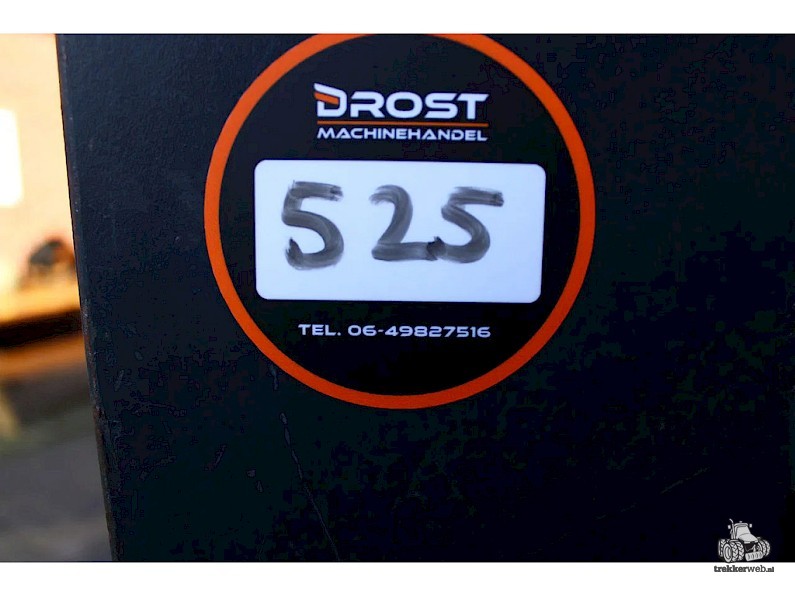 DROST
MACHINEHANDEL
525
TEL. 06-49827516
trekkerweb.nl